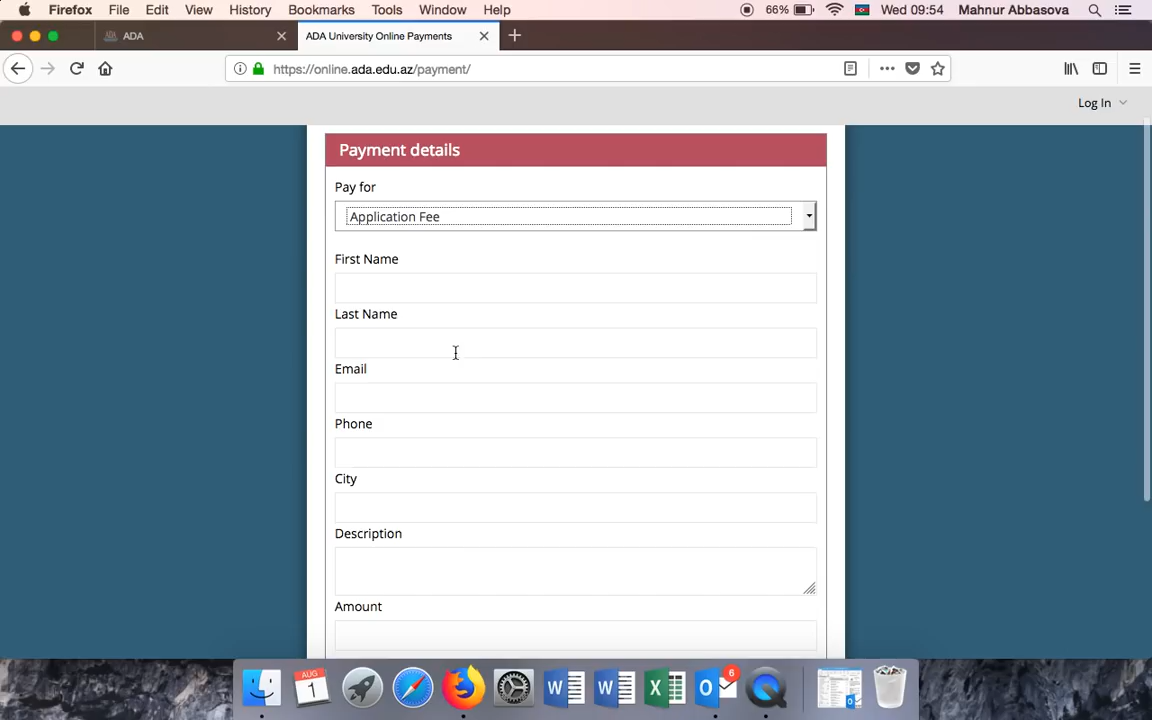 Firefox File Edit View History Bookmarks Tools Window Help 66% Wed 09:54 Mahnur Abbasova
ADA ADA University Online Payments
https://online.ada.edu.az/payment/
Log In
Payment details
Pay for
Application Fee
First Name
Last Name
Email
Phone
City
Description
Amount
AUG
1
W W X O 6